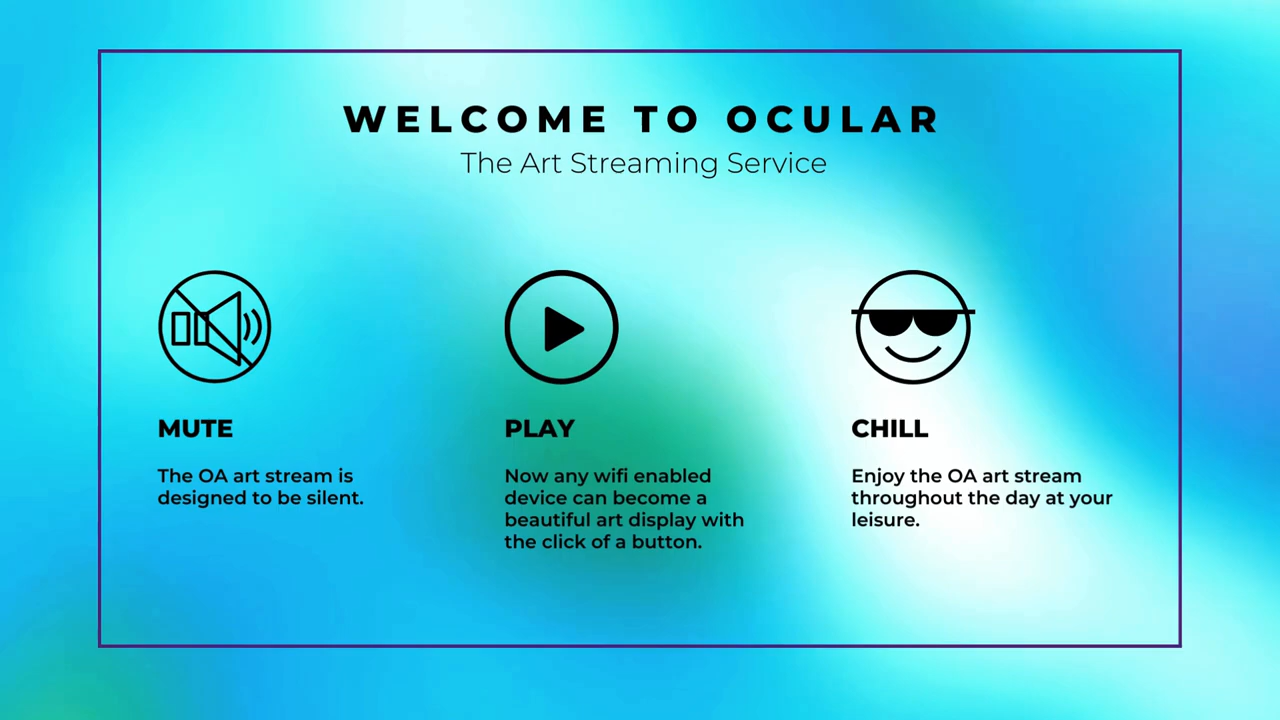 WELCOME TO OCULAR
The Art Streaming Service
MUTE
The OA art stream is
designed to be silent.
PLAY
Now any wifi enabled
device can become a
beautiful art display with
the click of a button.
CHILL
Enjoy the OA art stream
throughout the day at your
leisure.